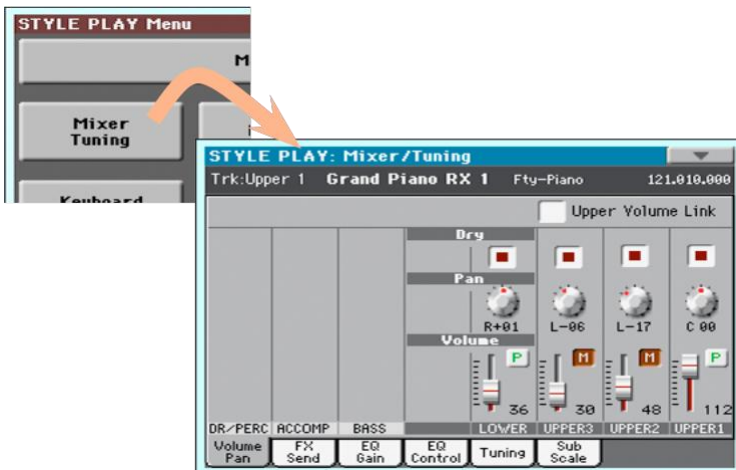 STYLE PLAY Menu
M
Mixer
Tuning
Keyboard
STYLE PLAY: Mixer/Tuning
Trk:Upper 1 Grand Piano RX 1 Fty-Piano 121.010.000
Upper Volume Link
Dry
Pan
R+01 L-06 L-17 C 00
Volume
P M M P
36 30 48 112
DR/PERC ACCOMP BASS LOWER UPPER3 UPPER2 UPPER1
Volume Pan
FX Send
EQ Gain
EQ Control
Tuning
Sub Scale